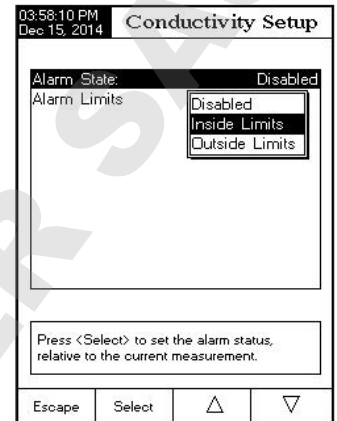 03:58:10 PM
Dec 15, 2014
Conductivity Setup
Alarm State: Disabled
Alarm Limits
Disabled
Inside Limits
Outside Limits
Press <Select> to set the alarm status,
relative to the current measurement.
Escape Select △ ▽